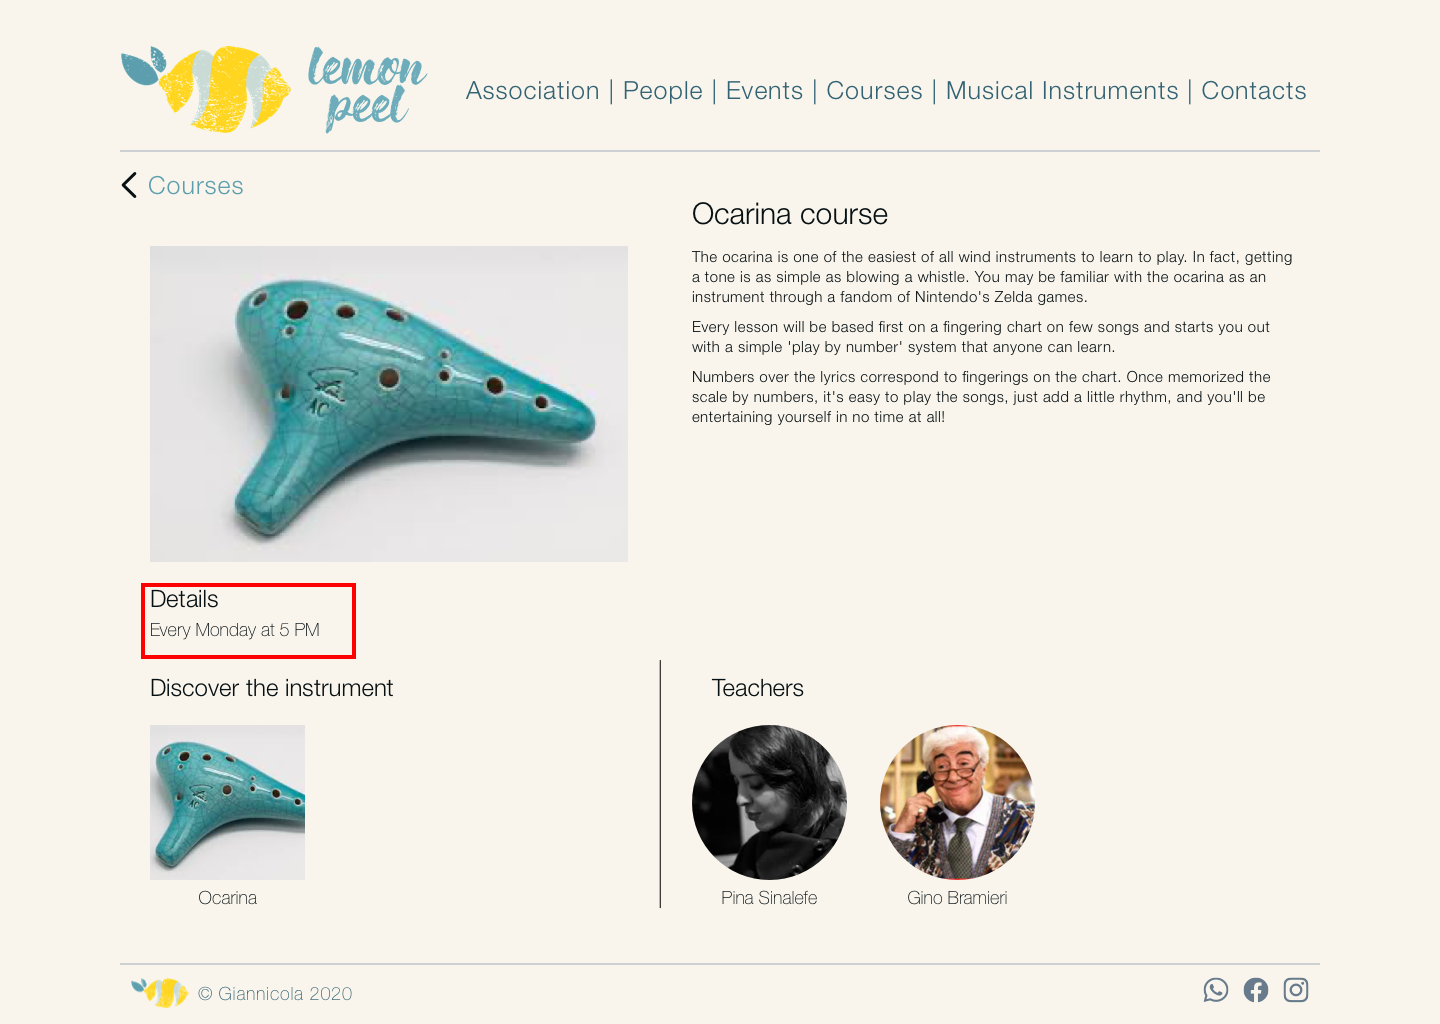 lemon
peel
Association | People | Events | Courses | Musical Instruments | Contacts
Courses
Ocarina course
The ocarina is one of the easiest of all wind instruments to learn to play. In fact, getting
a tone is as simple as blowing a whistle. You may be familiar with the ocarina as an
instrument through a fandom of Nintendo's Zelda games.
Every lesson will be based first on a fingering chart on few songs and starts you out
with a simple 'play by number' system that anyone can learn.
Numbers over the lyrics correspond to fingerings on the chart. Once memorized the
scale by numbers, it's easy to play the songs, just add a little rhythm, and you'll be
entertaining yourself in no time at all!
Details
Every Monday at 5 PM
Discover the instrument
Ocarina
Teachers
Pina Sinalefe
Gino Bramieri
© Giannicola 2020